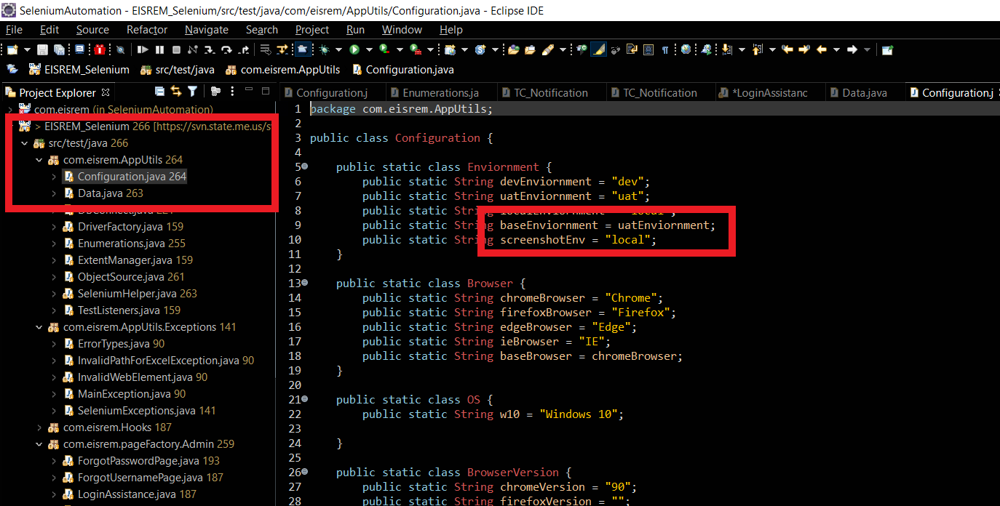 SeleniumAutomation - EISREM_Selenium/src/test/java/com/eisrem/AppUtils/Configuration.java - Eclipse IDE
File Edit Source Refactor Navigate Search Project Run Window Help
EISREM_Selenium src/test/java com.eisrem.AppUtils Configuration.java
Project Explorer
com.eisrem (in SeleniumAutomation)
> EISREM_Selenium 266 [https://svn.state.me.us/s
src/test/java 266
com.eisrem.AppUtils 264
Configuration.java 264
Data.java 263
DriverFactory.java 159
Enumerations.java 255
ExtentManager.java 159
ObjectSource.java 261
SeleniumHelper.java 263
TestListeners.java 159
com.eisrem.AppUtils.Exceptions 141
ErrorTypes.java 90
InvalidPathForExcelException.java 90
InvalidWebElement.java 90
MainException.java 90
SeleniumExceptions.java 141
com.eisrem.Hooks 187
com.eisrem.pageFactory.Admin 259
ForgotPasswordPage.java 193
ForgotUsernamePage.java 187
LoginAssistance.java 187
Configuration.j Enumerations.ja TC_Notification TC_Notification *LoginAssistanc Data.java Configuration.j
1 package com.eisrem.AppUtils;
2
3 public class Configuration {
4
5 public static class Enviornment {
6 public static String devEnviornment = "dev";
7 public static String uatEnviornment = "uat";
8 public static String localEnviornment = "local";
9 public static String baseEnviornment = uatEnviornment;
10 public static String screenshotEnv = "local";
11 }
12
13 public static class Browser {
14 public static String chromeBrowser = "Chrome";
15 public static String firefoxBrowser = "Firefox";
16 public static String edgeBrowser = "Edge";
17 public static String ieBrowser = "IE";
18 public static String baseBrowser = chromeBrowser;
19 }
20
21 public static class OS {
22 public static String w10 = "Windows 10";
23
24 }
25
26 public static class BrowserVersion {
27 public static String chromeVersion = "90";
28 public static String firefoxVersion = "";